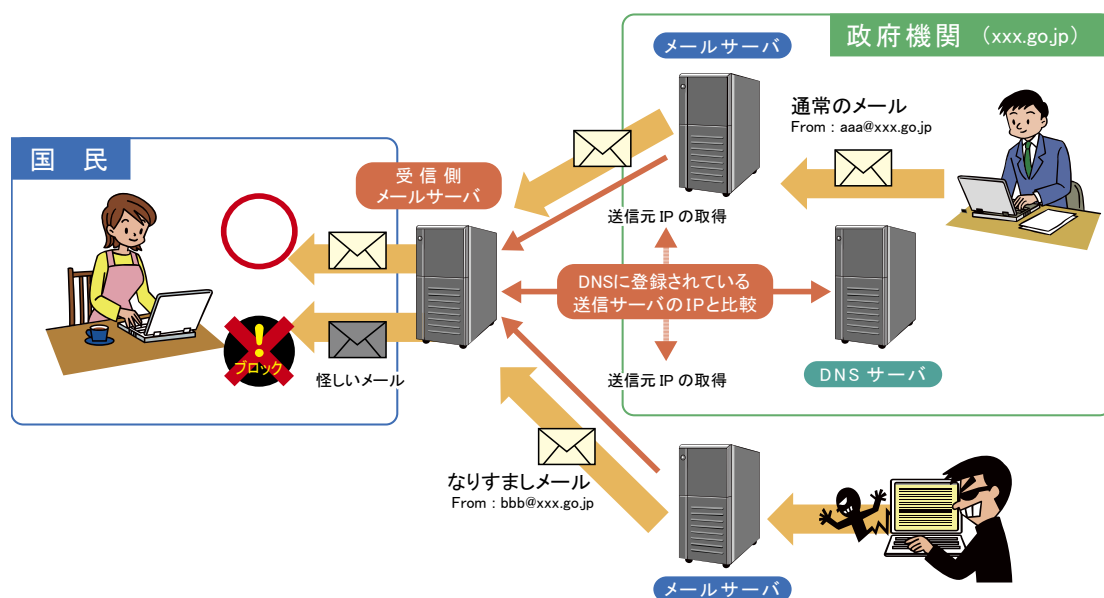 政府機関 （xxx.go.jp）
メールサーバ
通常のメール
From : aaa@xxx.go.jp
国 民
受 信 側
メールサーバ
送信元 IP の取得
DNSに登録されている
送信サーバのIPと比較
ブロック
怪しいメール
送信元 IP の取得
DNS サーバ
なりすましメール
From : bbb@xxx.go.jp
メールサーバ